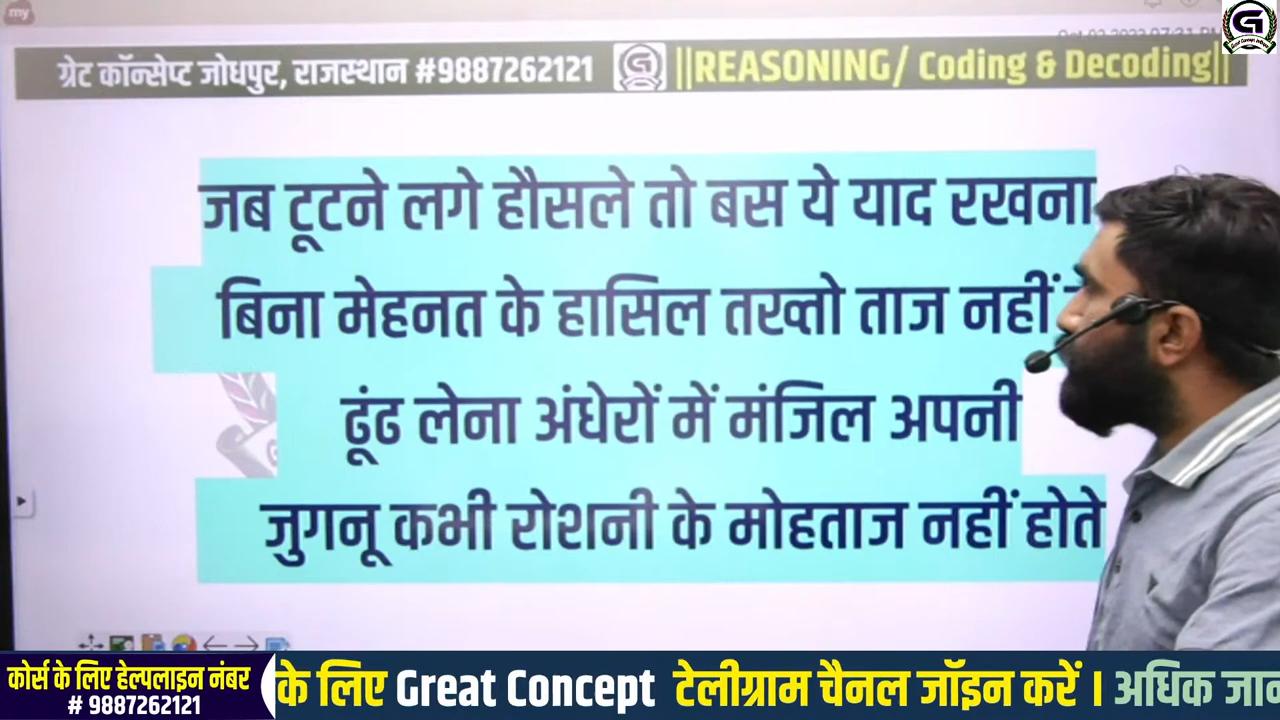 my
ग्रेट कॉन्सेप्ट जोधपुर, राजस्थान #9887262121
||REASONING/ Coding & Decoding||
जब टूटने लगे हौसले तो बस ये याद रखना
बिना मेहनत के हासिल तख्तो ताज नहीं
ढूंढ लेना अंधेरों में मंजिल अपनी
जुगनू कभी रोशनी के मोहताज नहीं होते
कोर्स के लिए हेल्पलाइन नंबर
# 9887262121
के लिए Great Concept टेलीग्राम चैनल जॉइन करें । अधिक